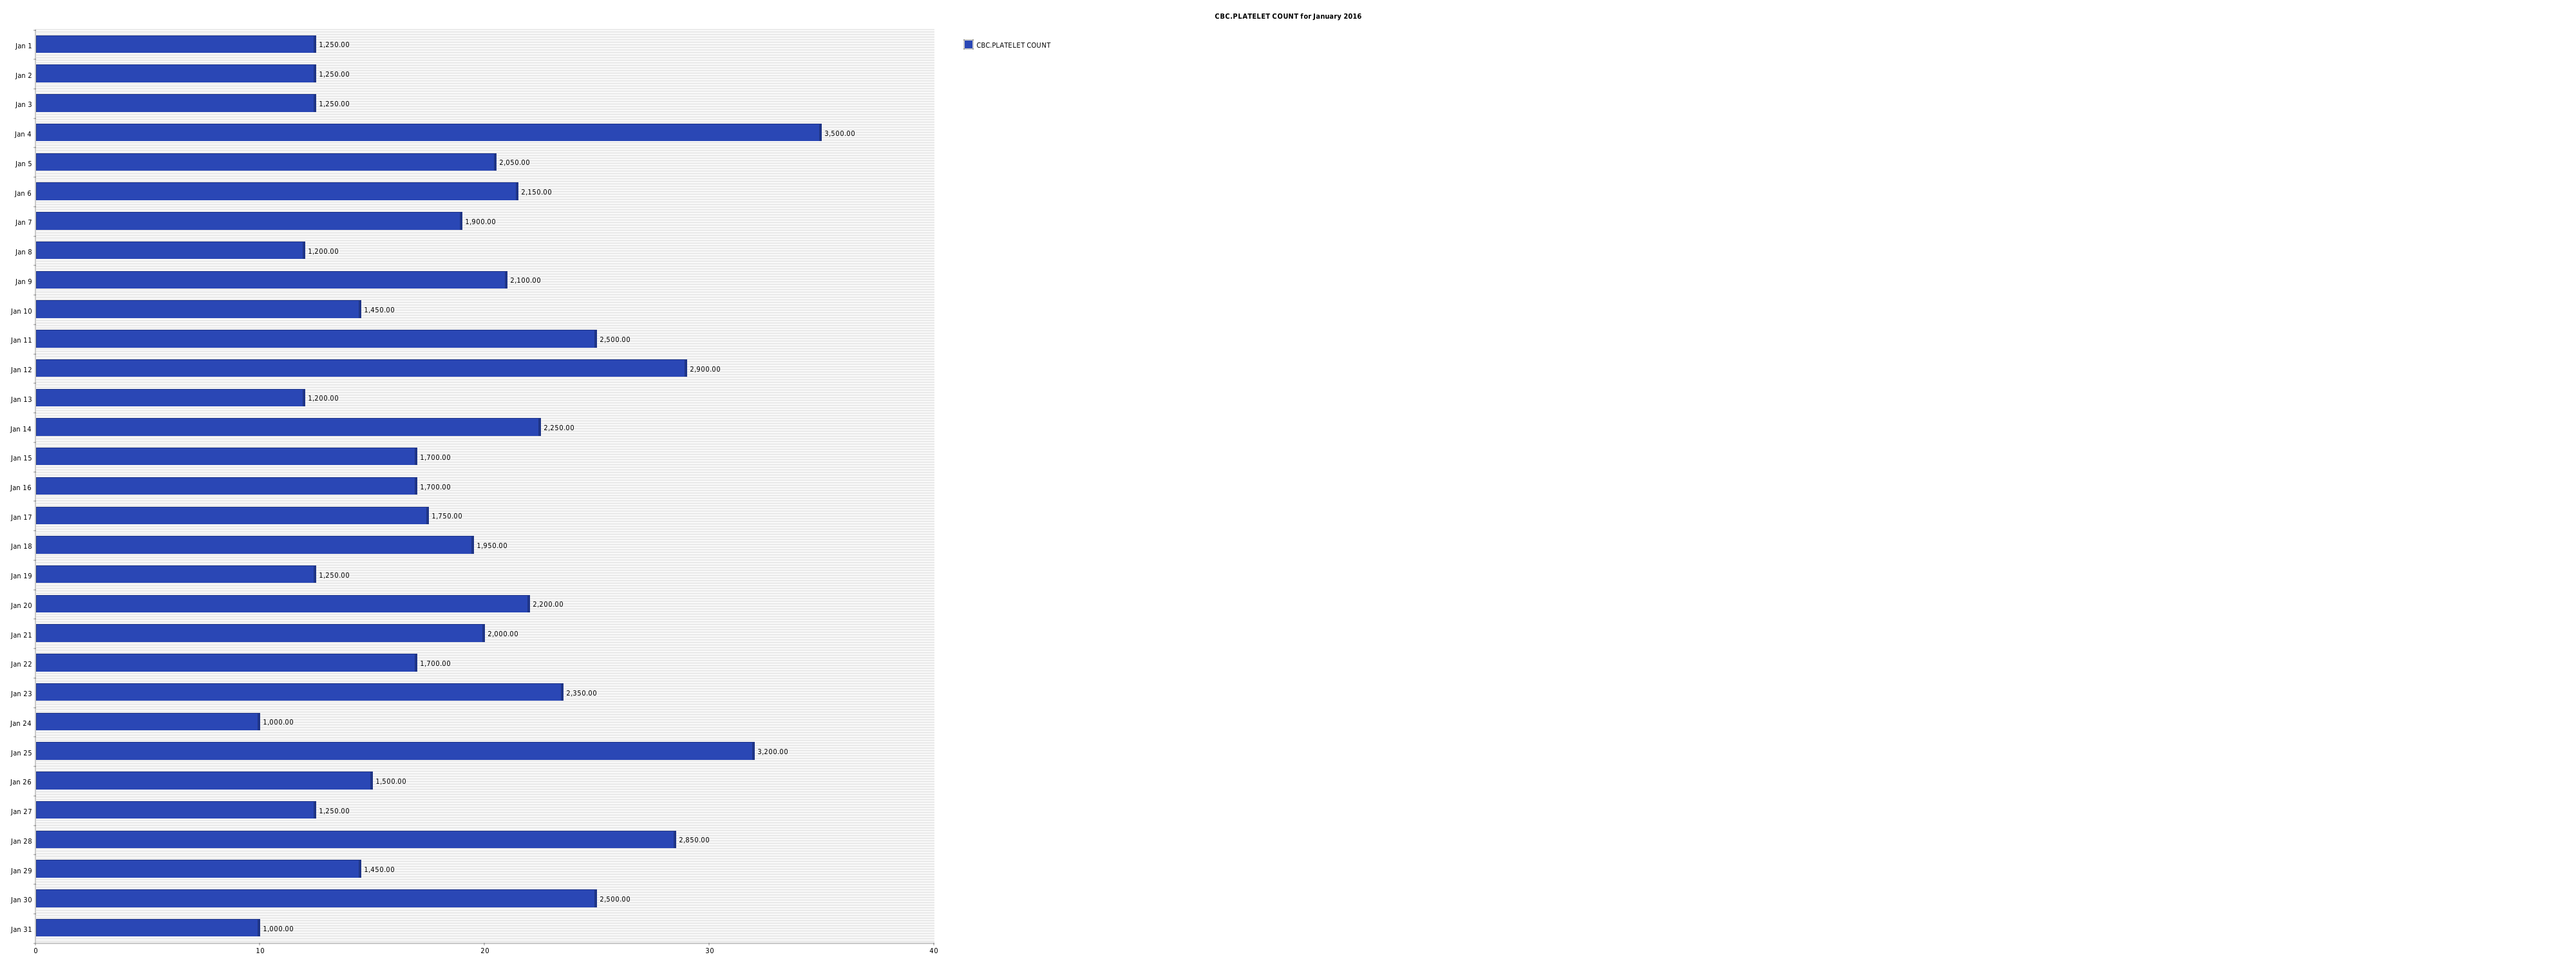 CBC.PLATELET COUNT for January 2016
CBC.PLATELET COUNT
Jan 1 1,250.00
Jan 2 1,250.00
Jan 3 1,250.00
Jan 4 3,500.00
Jan 5 2,050.00
Jan 6 2,150.00
Jan 7 1,900.00
Jan 8 1,200.00
Jan 9 2,100.00
Jan 10 1,450.00
Jan 11 2,500.00
Jan 12 2,900.00
Jan 13 1,200.00
Jan 14 2,250.00
Jan 15 1,700.00
Jan 16 1,700.00
Jan 17 1,750.00
Jan 18 1,950.00
Jan 19 1,250.00
Jan 20 2,200.00
Jan 21 2,000.00
Jan 22 1,700.00
Jan 23 2,350.00
Jan 24 1,000.00
Jan 25 3,200.00
Jan 26 1,500.00
Jan 27 1,250.00
Jan 28 2,850.00
Jan 29 1,450.00
Jan 30 2,500.00
Jan 31 1,000.00
0 10 20 30 40